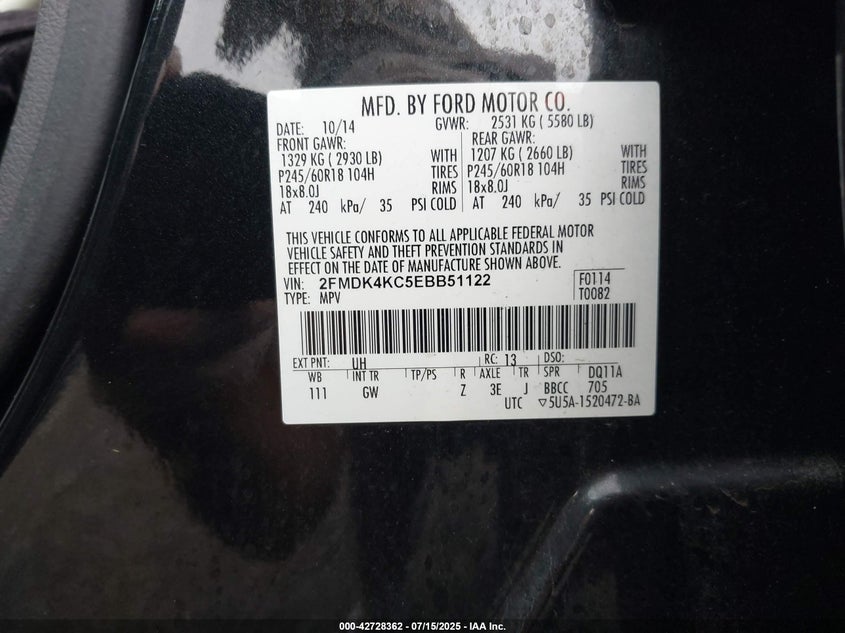 MFD. BY FORD MOTOR CO.
DATE: 10/14 GVWR: 2531 KG ( 5580 LB)
FRONT GAWR: REAR GAWR:
1329 KG ( 2930 LB) WITH 1207 KG ( 2660 LB) WITH
P245/60R18 104H TIRES P245/60R18 104H TIRES
18x8.0J RIMS 18x8.0J RIMS
AT 240 kPa/ 35 PSI COLD AT 240 kPa/ 35 PSI COLD
THIS VEHICLE CONFORMS TO ALL APPLICABLE FEDERAL MOTOR
VEHICLE SAFETY AND THEFT PREVENTION STANDARDS IN
EFFECT ON THE DATE OF MANUFACTURE SHOWN ABOVE.
VIN: 2FMDK4KC5EBB51122 F0114
TYPE: MPV T0082
EXT PNT: UH RC: 13 DSO:
WB INT TR TP/PS R AXLE TR SPR DQ11A
111 GW Z 3E J BBCC 705
UTC ▽5U5A-1520472-BA
000-42728362 - 07/15/2025 - IAA Inc.